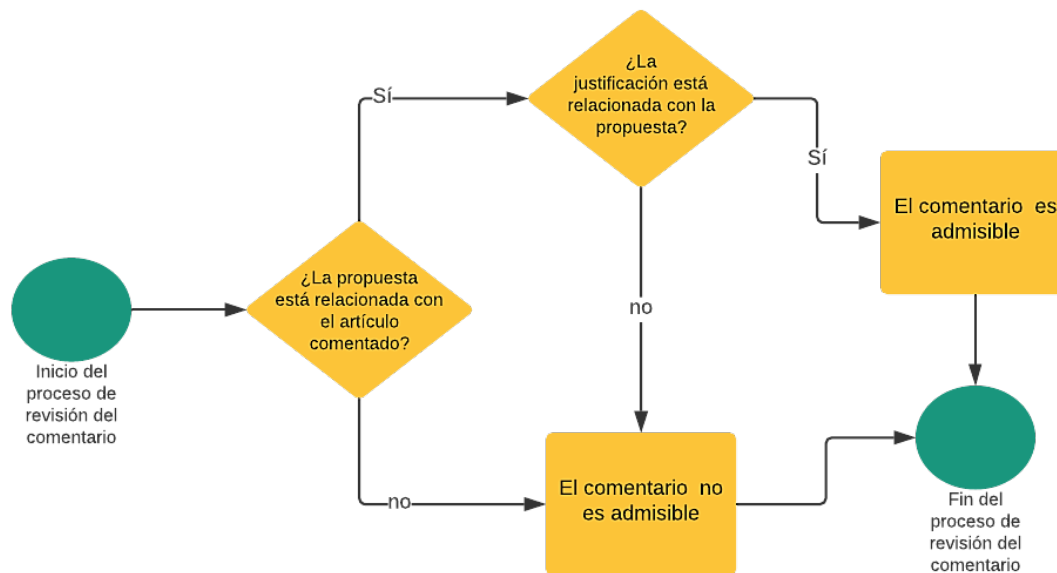 ¿La
justificación está
relacionada con la
propuesta?
Sí
Sí
El comentario es
admisible
¿La propuesta
está relacionada con
el artículo
comentado?
no
Inicio del
proceso de
revisión del
comentario
no
El comentario no
es admisible
Fin del
proceso de
revisión del
comentario